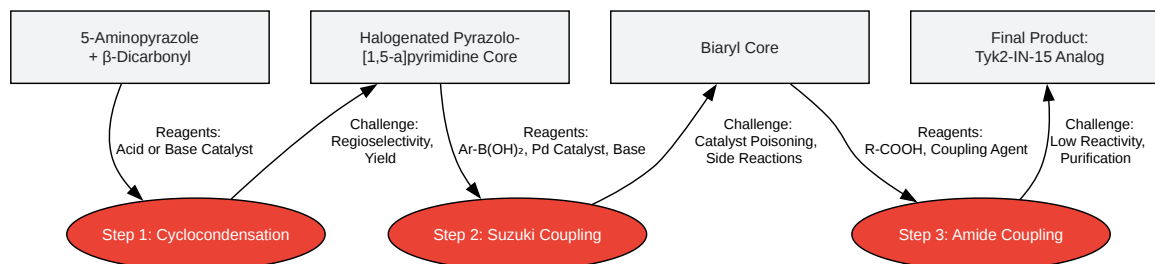 5-Aminopyrazole
+ β-Dicarbonyl
Halogenated Pyrazolo-
[1,5-a]pyrimidine Core
Biaryl Core
Final Product:
Tyk2-IN-15 Analog
Reagents:
Acid or Base Catalyst
Challenge:
Regioselectivity,
Yield
Reagents:
Ar-B(OH)₂, Pd Catalyst, Base
Challenge:
Catalyst Poisoning,
Side Reactions
Reagents:
R-COOH, Coupling Agent
Challenge:
Low Reactivity,
Purification
Step 1: Cyclocondensation
Step 2: Suzuki Coupling
Step 3: Amide Coupling